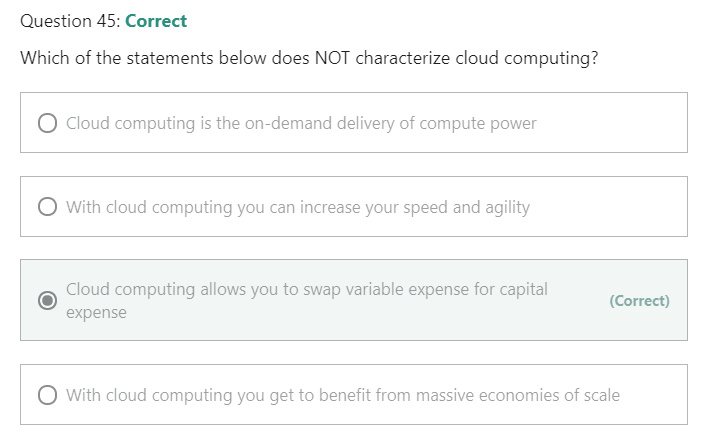 Question 45: Correct
Which of the statements below does NOT characterize cloud computing?
Cloud computing is the on-demand delivery of compute power
With cloud computing you can increase your speed and agility
Cloud computing allows you to swap variable expense for capital
expense
(Correct)
With cloud computing you get to benefit from massive economies of scale